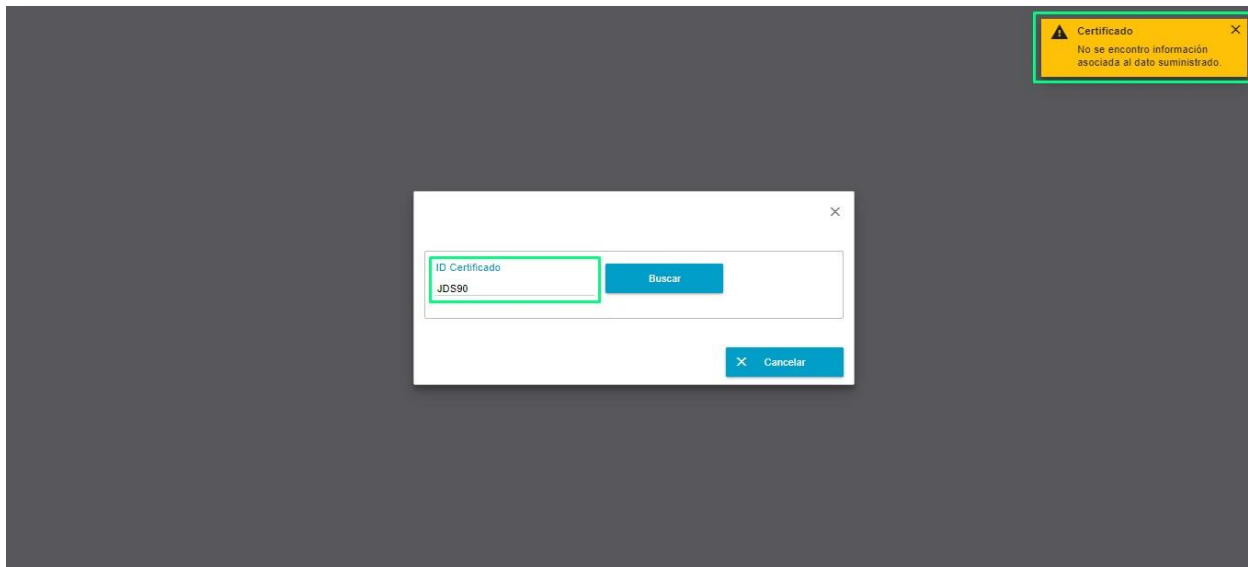 Certificado
No se encontro información
asociada al dato suministrado.
ID Certificado
JDS90
Buscar
Cancelar